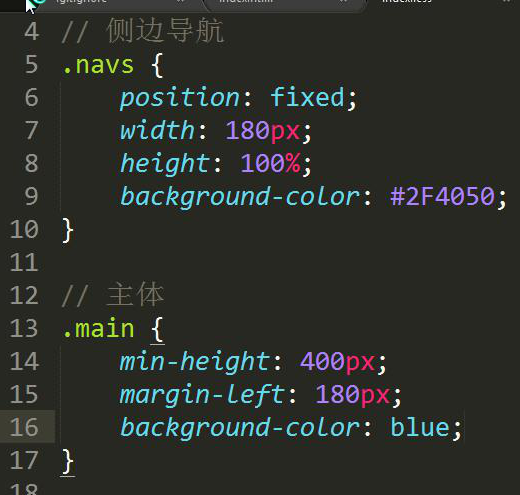 4 // 侧边导航
5 .navs {
6 position: fixed;
7 width: 180px;
8 height: 100%;
9 background-color: #2F4050;
10 }
11
12 // 主体
13 .main {
14 min-height: 400px;
15 margin-left: 180px;
16 background-color: blue;
17 }
18